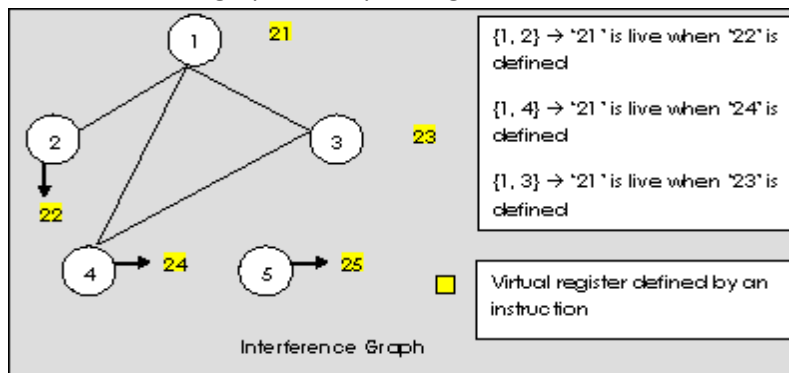 1
21
{1, 2} → '21' is live when '22' is
defined
{1, 4} → '21' is live when '24' is
defined
{1, 3} → '21' is live when '23' is
defined
2
3
23
22
4
24
5
25
Virtual register defined by an
instruction
Interference Graph